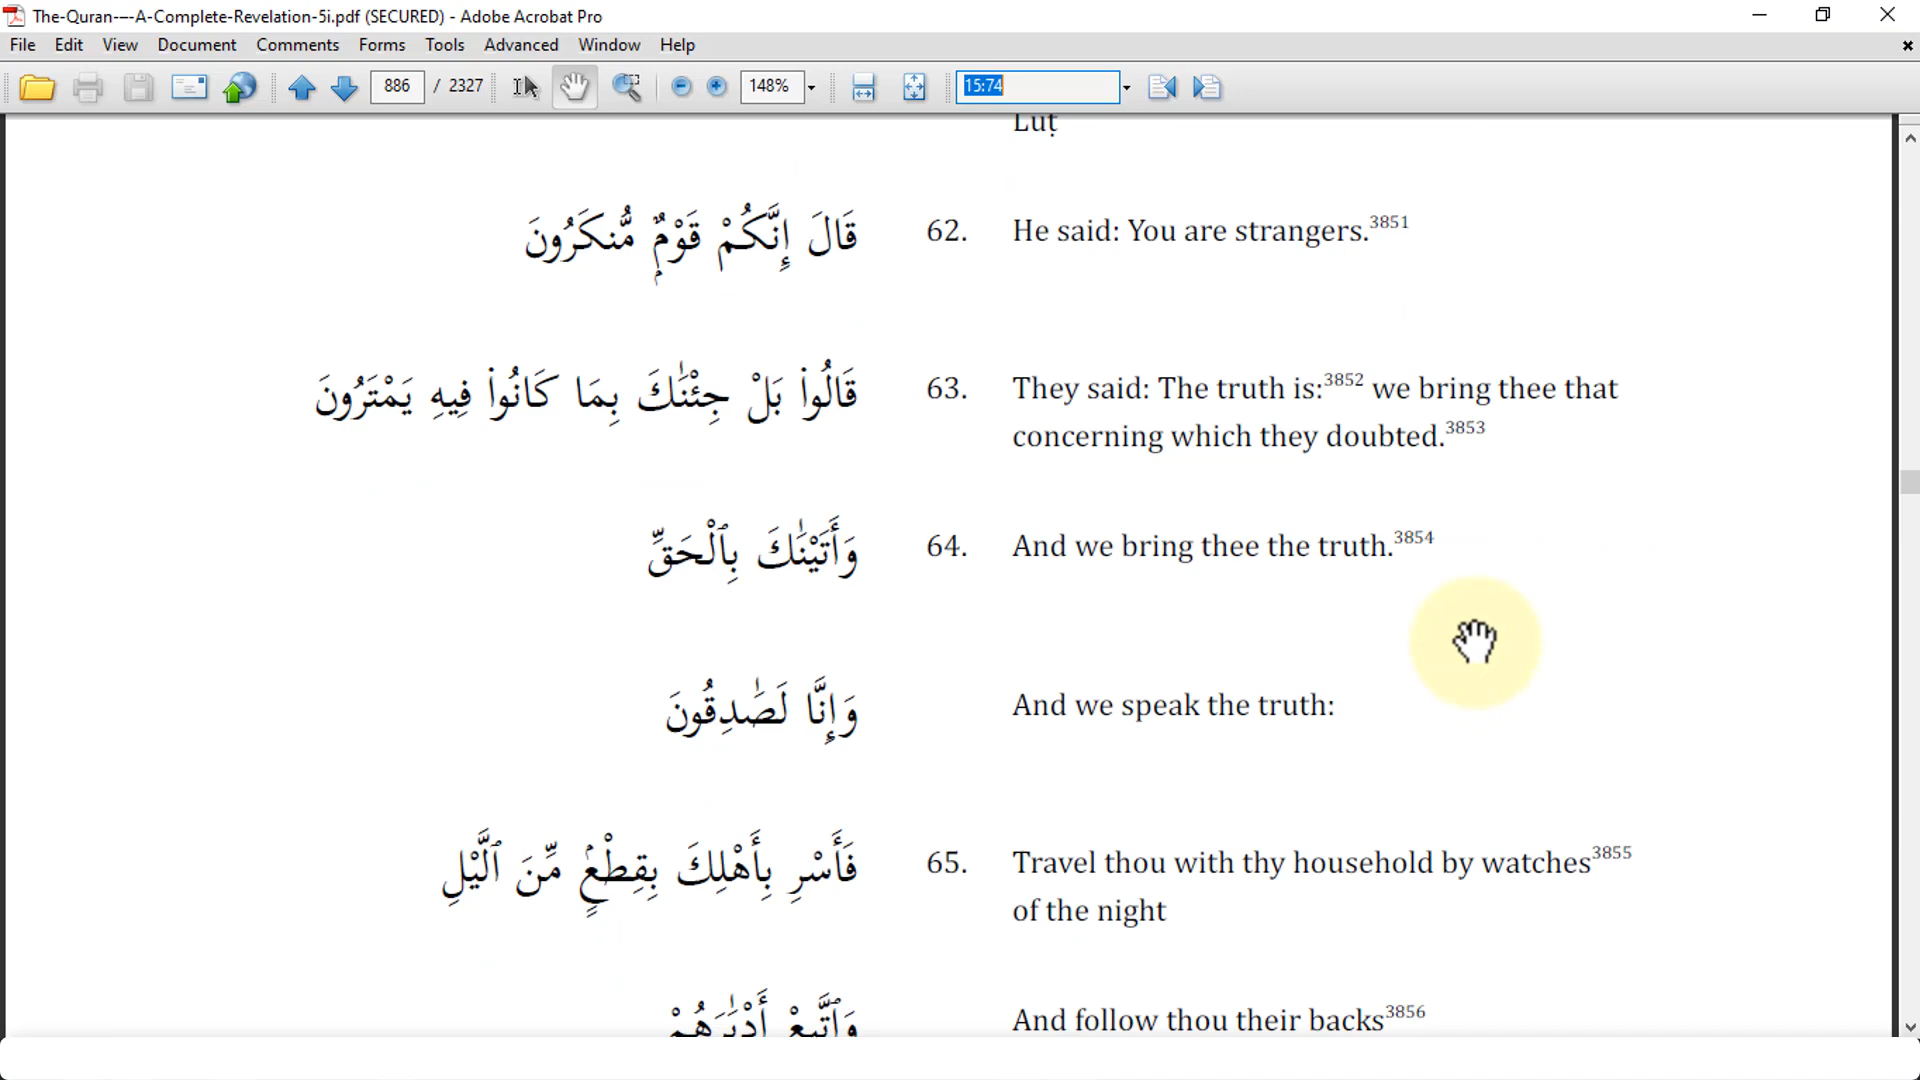 The-Quran-—-A-Complete-Revelation-5i.pdf (SECURED) - Adobe Acrobat Pro
File Edit View Document Comments Forms Tools Advanced Window Help
886 / 2327 148% 15:74
Luṭ
قَالَ إِنَّكُمْ قَوْمٌ مُّنكَرُونَ 62. He said: You are strangers.3851
قَالُوا۟ بَلْ جِئْنَٰكَ بِمَا كَانُوا۟ فِيهِ يَمْتَرُونَ 63. They said: The truth is:3852 we bring thee that
concerning which they doubted.3853
وَأَتَيْنَٰكَ بِٱلْحَقِّ 64. And we bring thee the truth.3854
وَإِنَّا لَصَٰدِقُونَ And we speak the truth:
فَأَسْرِ بِأَهْلِكَ بِقِطْعٍ مِّنَ ٱلَّيْلِ 65. Travel thou with thy household by watches3855
of the night
وَٱتَّبِعْ أَدْبَٰرَهُمْ And follow thou their backs3856